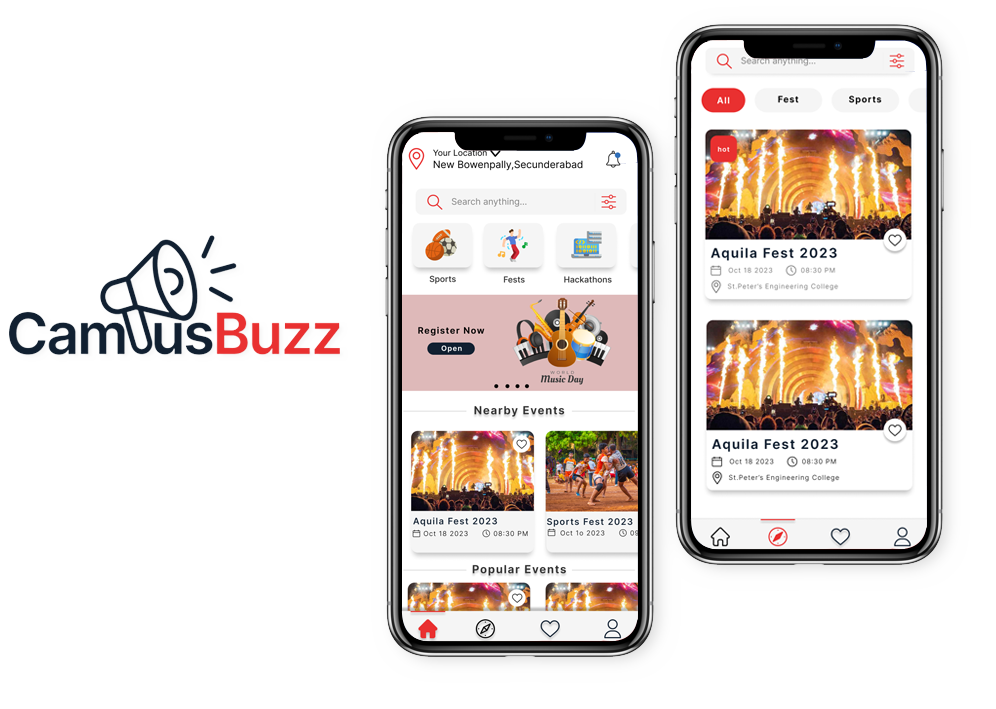 CampusBuzz
Your Location
New Bowenpally,Secunderabad
Search anything...
Sports
Fests
Hackathons
Register Now
Open
WORLD
Music Day
Nearby Events
Aquila Fest 2023
Oct 18 2023
08:30 PM
Sports Fest 2023
Oct 1o 2023
09
Popular Events
Search anything...
All
Fest
Sports
hot
Aquila Fest 2023
Oct 18 2023
08:30 PM
St.Peter's Engineering College
Aquila Fest 2023
Oct 18 2023
08:30 PM
St.Peter's Engineering College